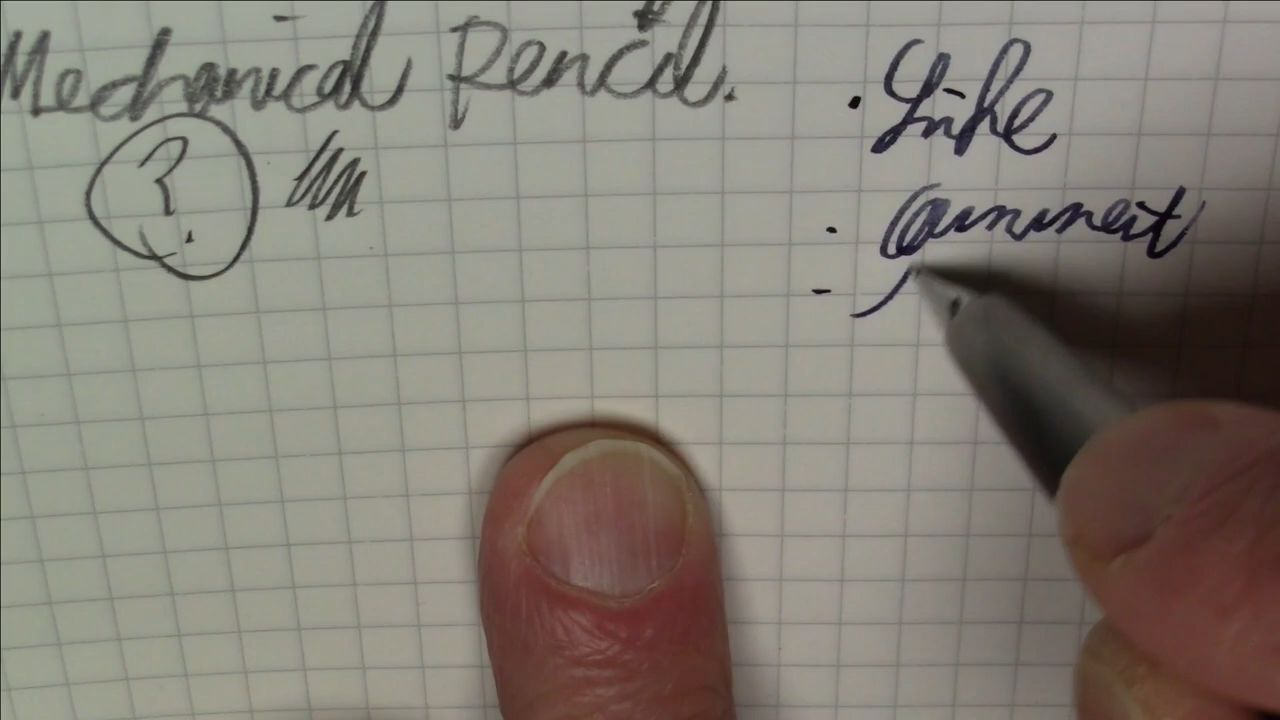 Mechanical Pencil.
?
· Like
· Comment
-